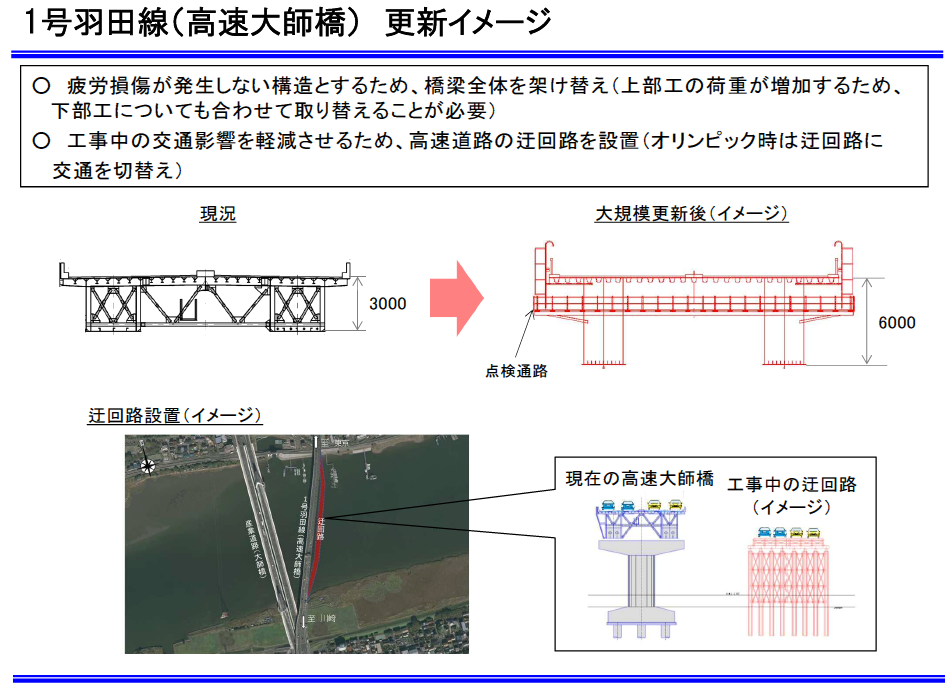 1号羽田線（高速大師橋）　更新イメージ
○　疲労損傷が発生しない構造とするため、橋梁全体を架け替え（上部工の荷重が増加するため、
下部工についても合わせて取り替えることが必要）
○　工事中の交通影響を軽減させるため、高速道路の迂回路を設置（オリンピック時は迂回路に
交通を切替え）
現況
大規模更新後（イメージ）
3000
6000
点検通路
迂回路設置（イメージ）
1号羽田線（高速大師橋）
迂回路
産業道路（大師橋）
至 川崎
現在の高速大師橋
工事中の迂回路
（イメージ）